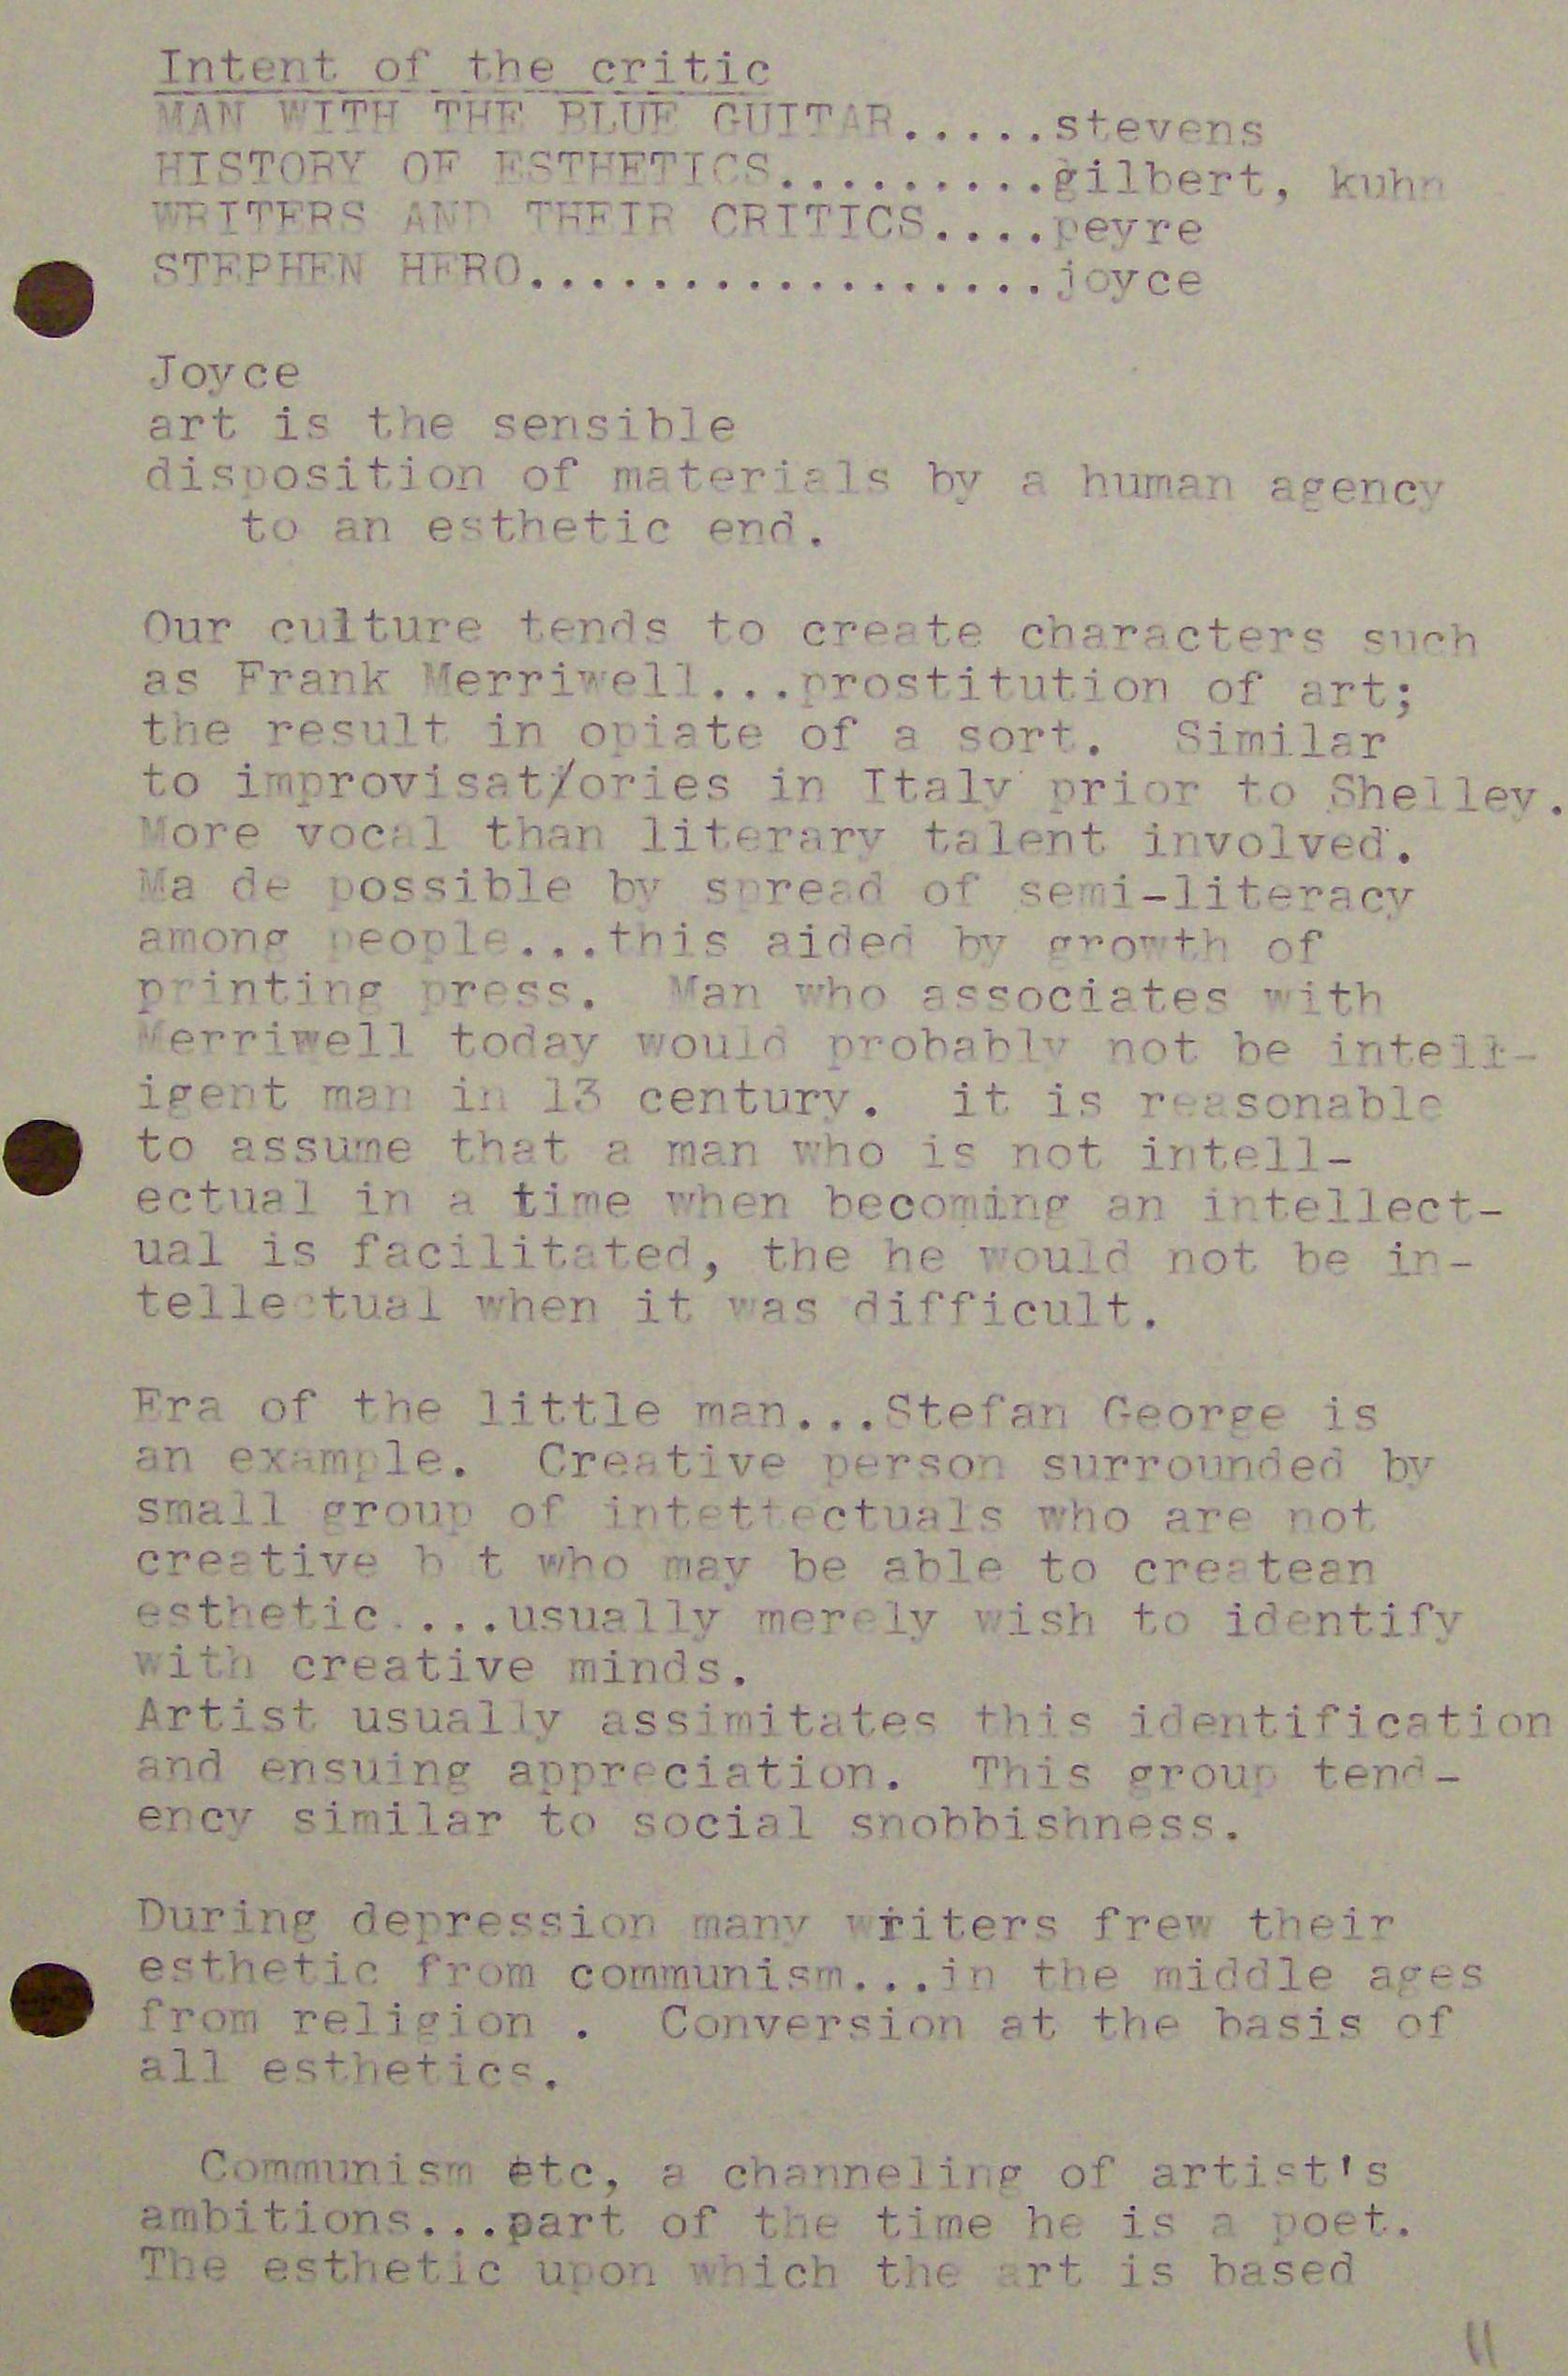 Intent of the critic
MAN WITH THE BLUE GUITAR.....stevens
HISTORY OF ESTHETICS.........gilbert, kuhn
WRITERS AND THEIR CRITICS....peyre
STEPHEN HERO.................joyce
Joyce
art is the sensible
disposition of materials by a human agency
to an esthetic end.
Our culture tends to create characters such
as Frank Merriwell...prostitution of art;
the result in opiate of a sort.  Similar
to improvisat/ories in Italy prior to Shelley.
More vocal than literary talent involved.
Ma de possible by spread of semi-literacy
among people...this aided by growth of
printing press.  Man who associates with
Merriwell today would probably not be intell-
igent man in 13 century.  it is reasonable
to assume that a man who is not intell-
ectual in a time when becoming an intellect-
ual is facilitated, the he would not be in-
tellectual when it was difficult.
Era of the little man...Stefan George is
an example.  Creative person surrounded by
small group of intettectuals who are not
creative b t who may be able to createan
esthetic....usually merely wish to identify
with creative minds.
Artist usually assimitates this identification
and ensuing appreciation.  This group tend-
ency similar to social snobbishness.
During depression many writers frew their
esthetic from communism...in the middle ages
from religion .  Conversion at the basis of
all esthetics.
Communism etc, a channeling of artist's
ambitions...part of the time he is a poet.
The esthetic upon which the art is based
11